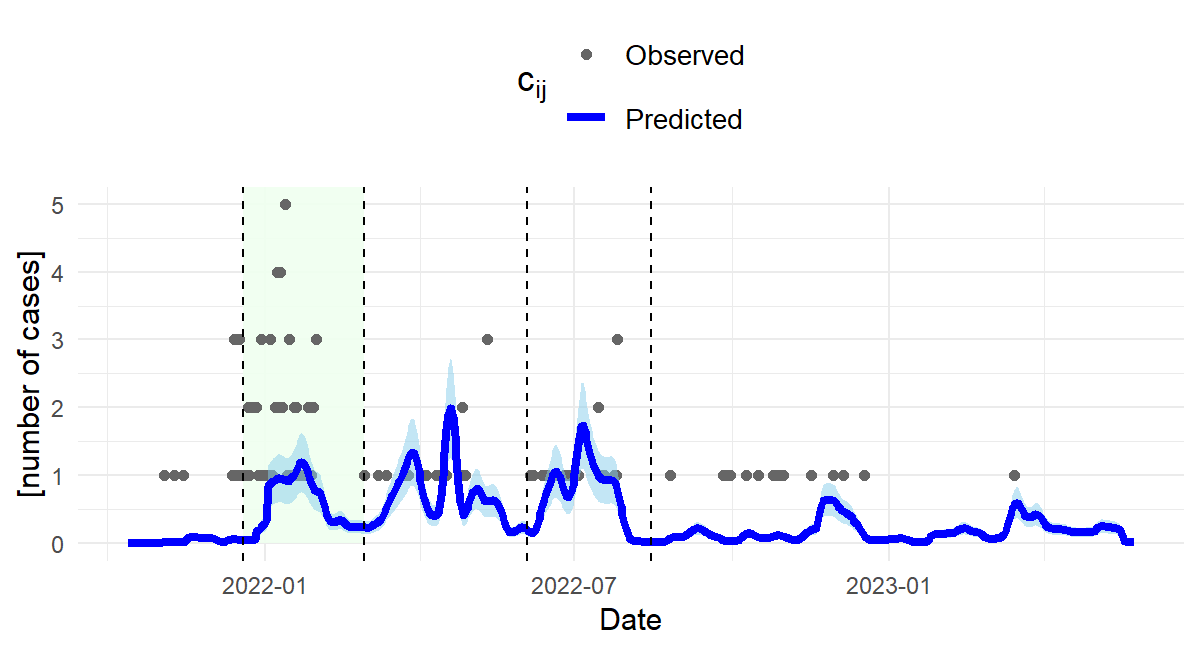 Observed
c_ij
Predicted
5
4
3
2
1
0
[number of cases]
2022-01
2022-07
2023-01
Date